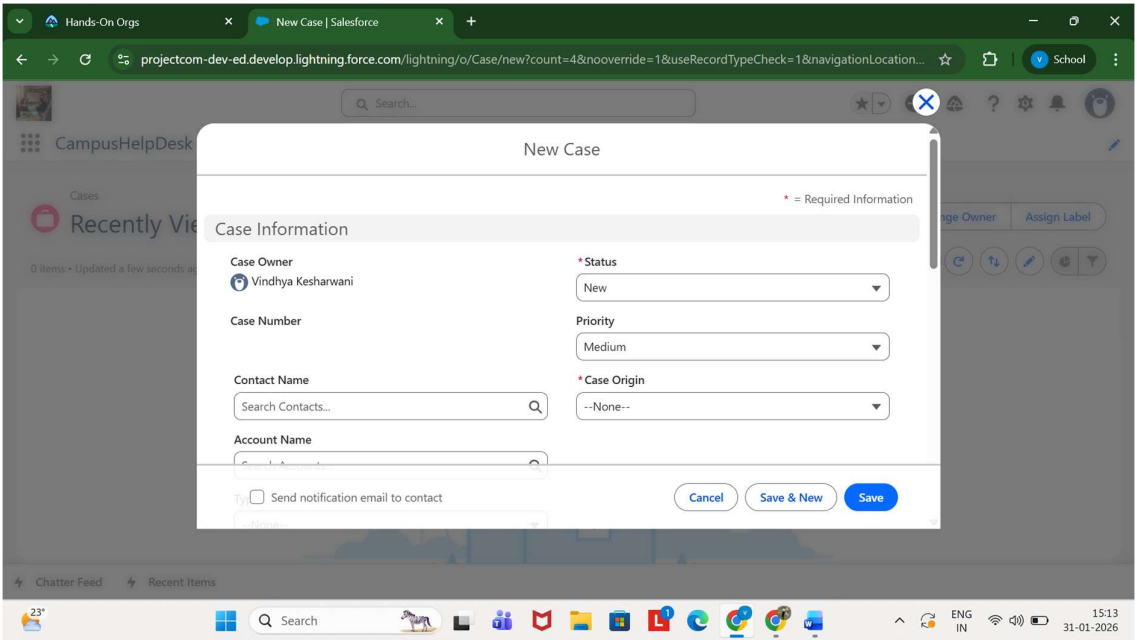 Hands-On Orgs
New Case | Salesforce
projectcom-dev-ed.develop.lightning.force.com/lightning/o/Case/new?count=4&nooverride=1&useRecordTypeCheck=1&navigationLocation...
V School
Search...
CampusHelpDesk
New Case
Cases
* = Required Information
Recently Vie
nge Owner
Assign Label
Case Information
0 items • Updated a few seconds ag
Case Owner
Vindhya Kesharwani
*Status
New
Case Number
Priority
Medium
Contact Name
Search Contacts...
*Case Origin
--None--
Account Name
Search Accounts...
Send notification email to contact
Cancel
Save & New
Save
--None--
Chatter Feed
Recent Items
23°
Search
1
ENG
IN
15:13
31-01-2026